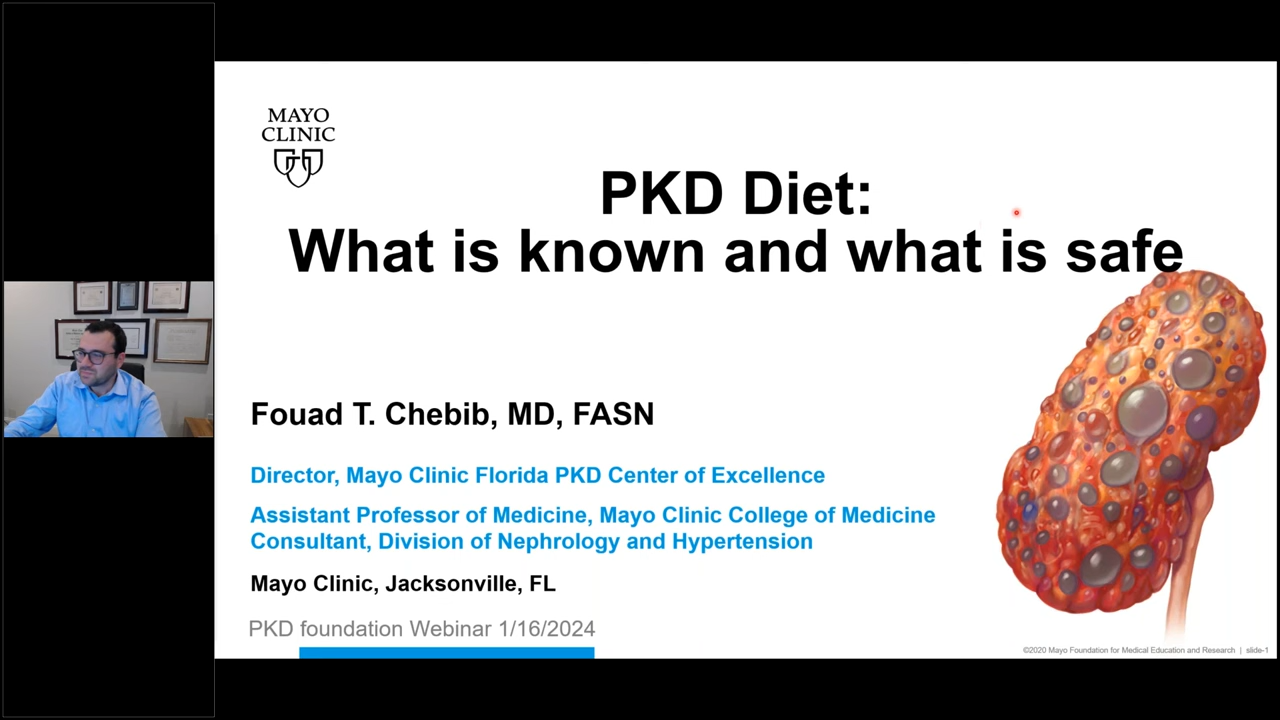 MAYO
CLINIC
PKD Diet:
What is known and what is safe
Fouad T. Chebib, MD, FASN
Director, Mayo Clinic Florida PKD Center of Excellence
Assistant Professor of Medicine, Mayo Clinic College of Medicine
Consultant, Division of Nephrology and Hypertension
Mayo Clinic, Jacksonville, FL
PKD foundation Webinar 1/16/2024
©2020 Mayo Foundation for Medical Education and Research | slide-1